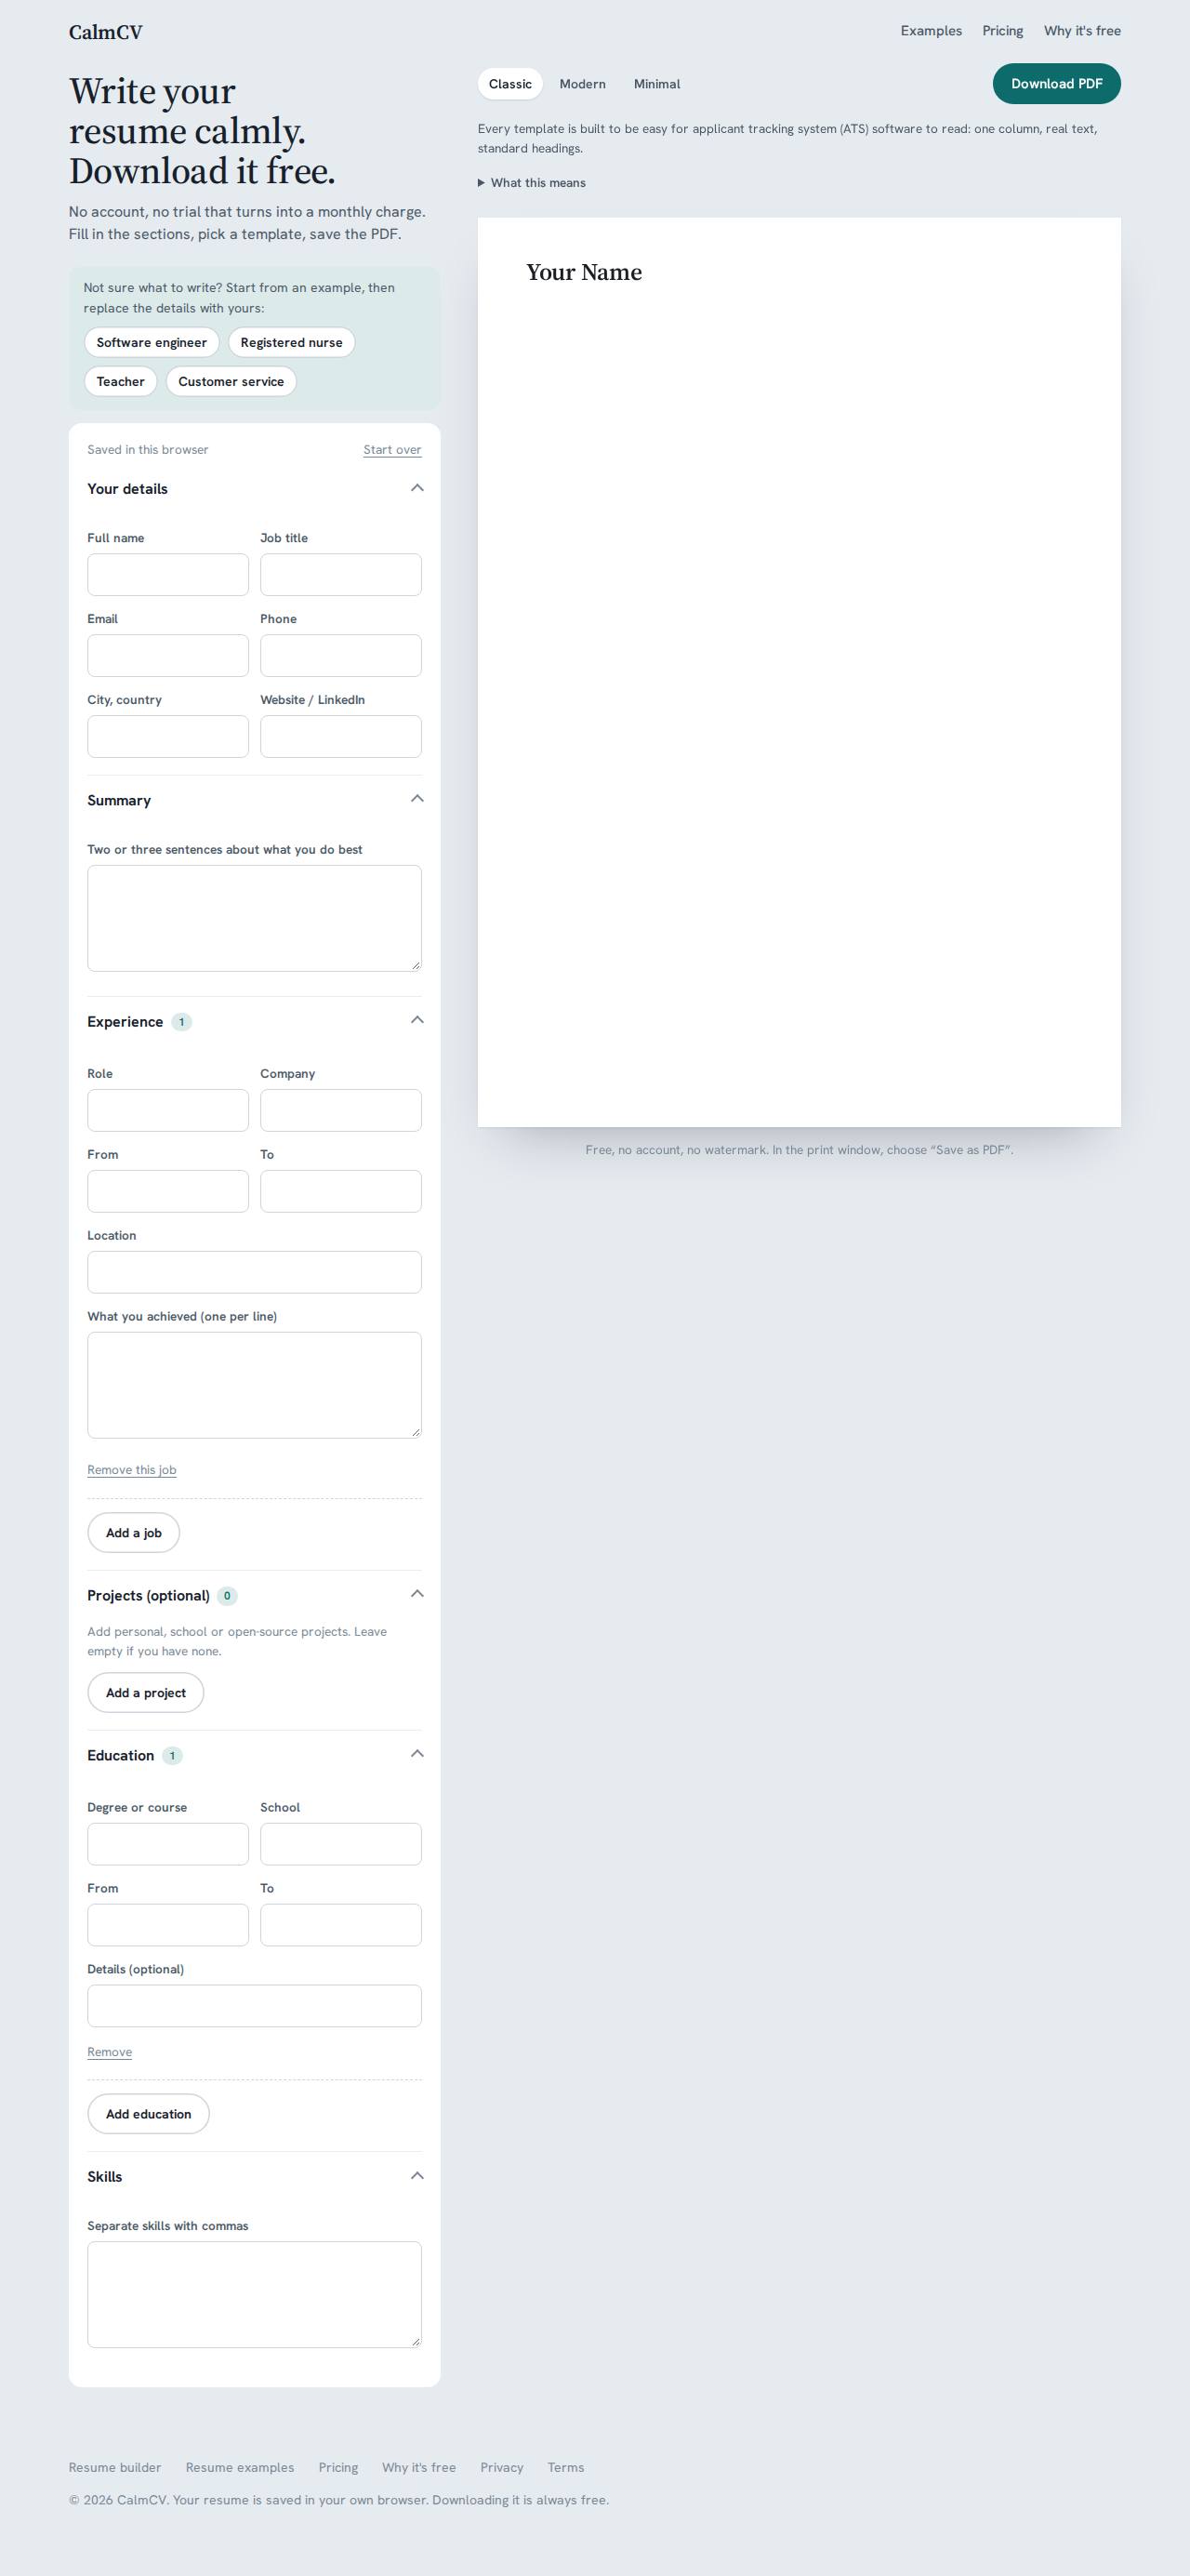 CalmCV
Examples
Pricing
Why it's free
Write your
resume calmly.
Download it free.
No account, no trial that turns into a monthly charge.
Fill in the sections, pick a template, save the PDF.
Not sure what to write? Start from an example, then
replace the details with yours:
Software engineer
Registered nurse
Teacher
Customer service
Saved in this browser
Start over
Your details
Full name
Job title
Email
Phone
City, country
Website / LinkedIn
Summary
Two or three sentences about what you do best
Experience 1
Role
Company
From
To
Location
What you achieved (one per line)
Remove this job
Add a job
Projects (optional) 0
Add personal, school or open-source projects. Leave
empty if you have none.
Add a project
Education 1
Degree or course
School
From
To
Details (optional)
Remove
Add education
Skills
Separate skills with commas
Classic
Modern
Minimal
Download PDF
Every template is built to be easy for applicant tracking system (ATS) software to read: one column, real text,
standard headings.
What this means
Your Name
Free, no account, no watermark. In the print window, choose “Save as PDF”.
Resume builder
Resume examples
Pricing
Why it's free
Privacy
Terms
© 2026 CalmCV. Your resume is saved in your own browser. Downloading it is always free.